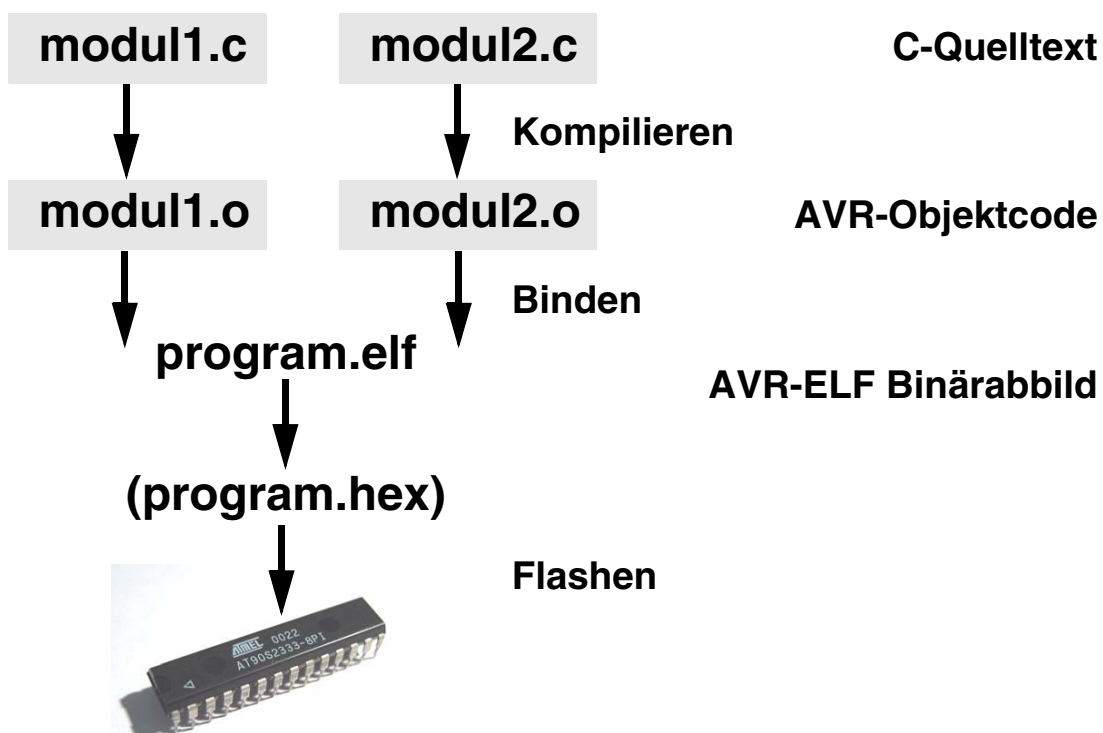 modul1.c modul2.c C-Quelltext
Kompilieren
modul1.o modul2.o AVR-Objektcode
Binden
program.elf
AVR-ELF Binärabbild
(program.hex)
Flashen
ATMEL 0022
AT90S2333-8PI